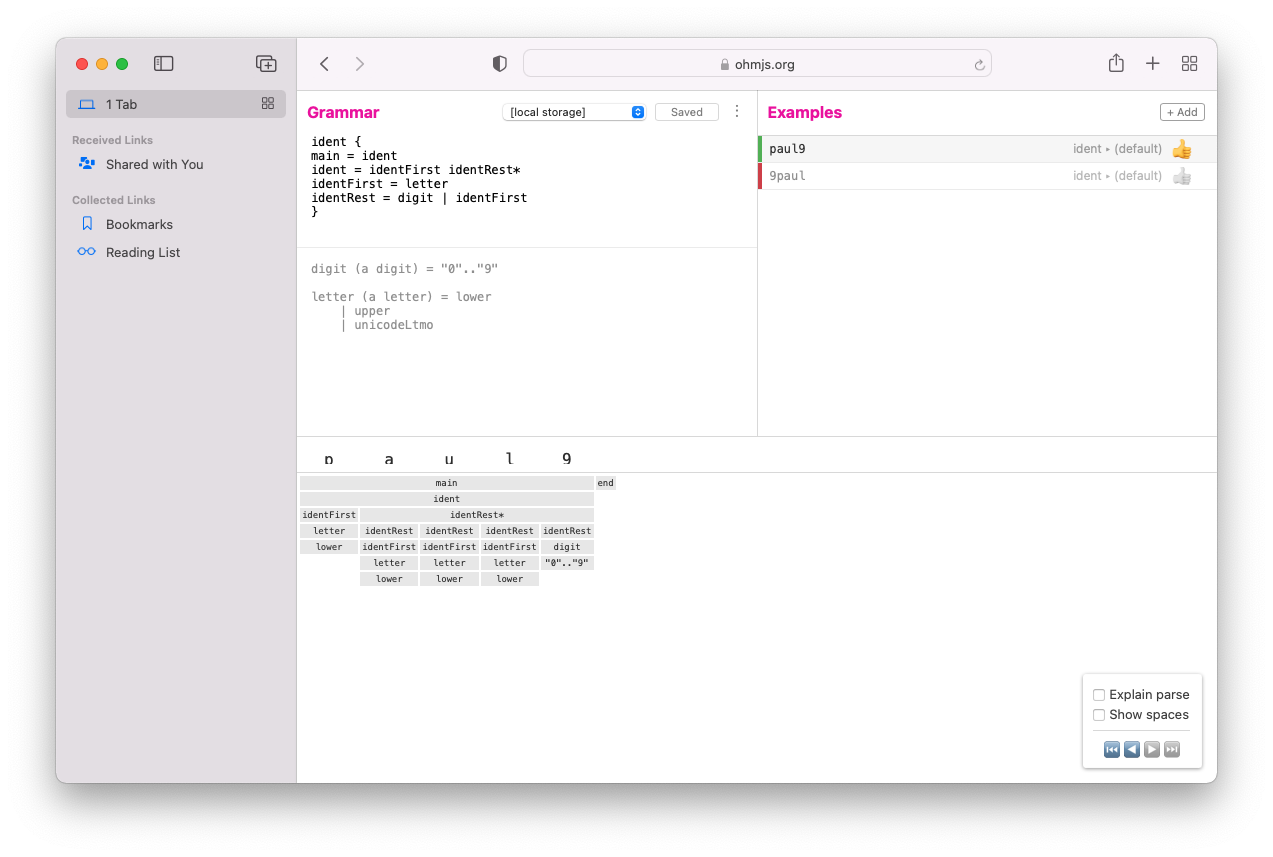 ohmjs.org
1 Tab
Received Links
Shared with You
Collected Links
Bookmarks
Reading List
Grammar
[local storage]
Saved
ident {
main = ident
ident = identFirst identRest*
identFirst = letter
identRest = digit | identFirst
}
digit (a digit) = "0".."9"
letter (a letter) = lower
| upper
| unicodeLtmo
Examples
+ Add
paul9 ident ▸ (default)
9paul ident ▸ (default)
p a u l 9
main end
ident
identFirst identRest*
letter identRest identRest identRest identRest
lower identFirst identFirst identFirst digit
letter letter letter "0".."9"
lower lower lower
Explain parse
Show spaces